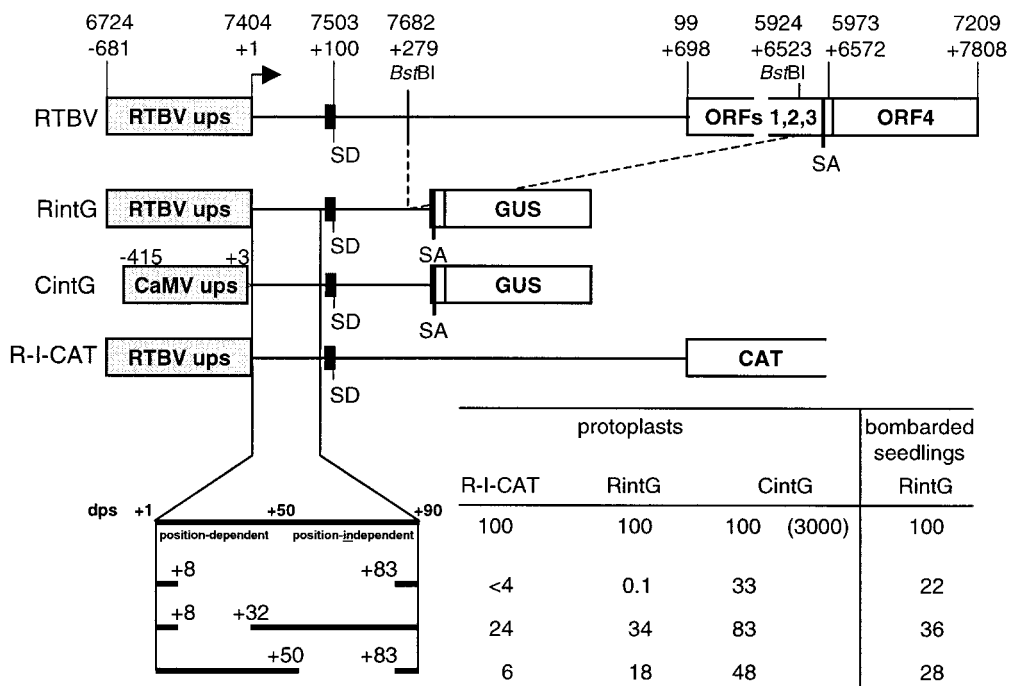 6724 7404 7503 7682 99 5924 5973 7209
-681 +1 +100 +279 +698 +6523 +6572 +7808
BstBI BstBI
RTBV RTBV ups ORFs 1,2,3 ORF4
SD SA
RintG RTBV ups GUS
SD SA
-415 +3
CintG CaMV ups GUS
SD SA
R-I-CAT RTBV ups CAT
SD
protoplasts bombarded
seedlings
R-I-CAT RintG CintG RintG
dps +1 +50 +90
100 100 100 (3000) 100
position-dependent position-independent
+8 +83
<4 0.1 33 22
+8 +32
24 34 83 36
+50 +83
6 18 48 28